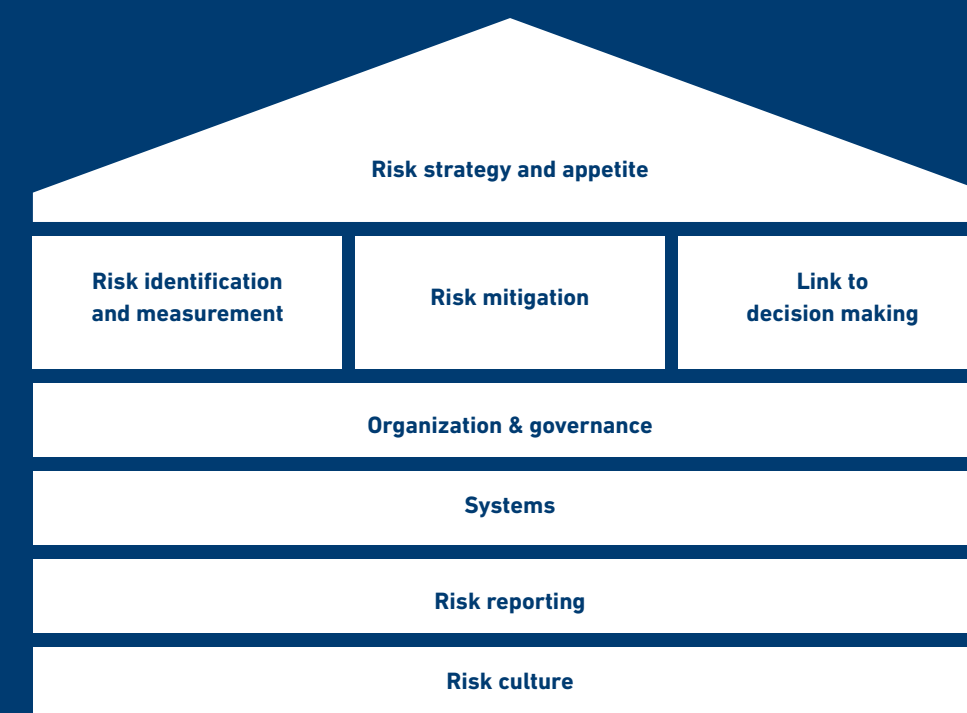 Risk strategy and appetite
Risk identification
and measurement
Risk mitigation
Link to
decision making
Organization & governance
Systems
Risk reporting
Risk culture